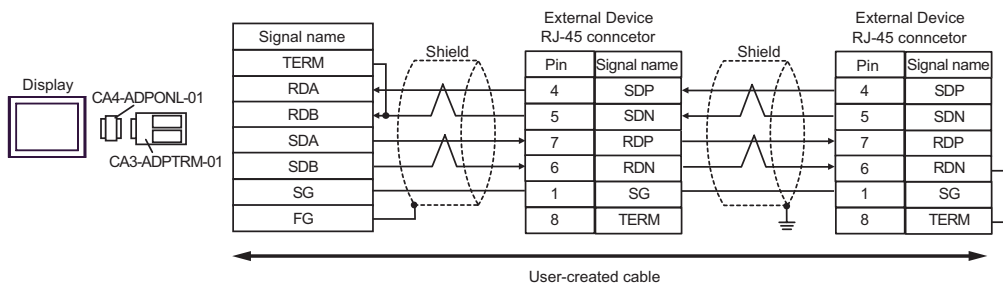 Display
CA4-ADPONL-01
CA3-ADPTRM-01
Signal name
TERM
RDA
RDB
SDA
SDB
SG
FG
Shield
External Device
RJ-45 conncetor
Pin Signal name
4 SDP
5 SDN
7 RDP
6 RDN
1 SG
8 TERM
Shield
External Device
RJ-45 conncetor
Pin Signal name
4 SDP
5 SDN
7 RDP
6 RDN
1 SG
8 TERM
User-created cable